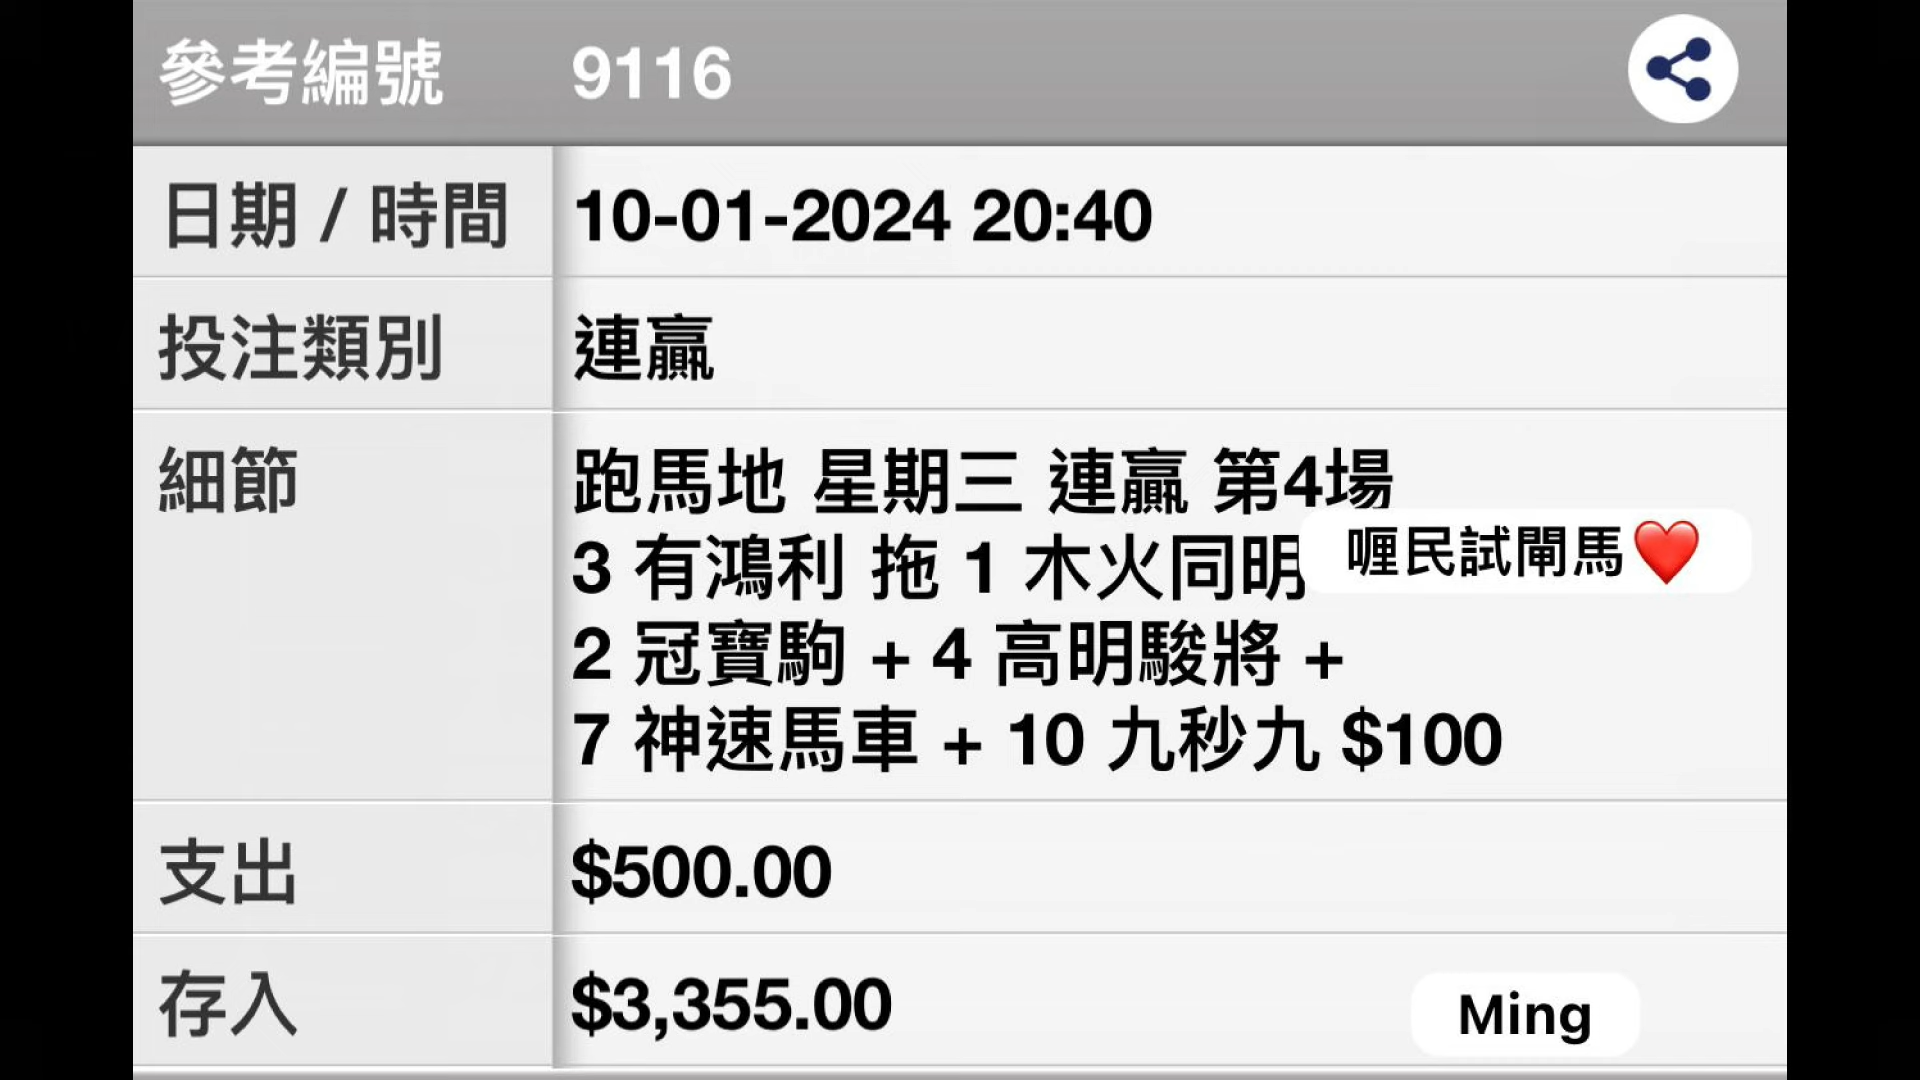 參考編號 9116
日期 / 時間 10-01-2024 20:40
投注類別 連贏
細節 跑馬地 星期三 連贏 第4場
3 有鴻利 拖 1 木火同明
喱民試閘馬❤️
2 冠寶駒 + 4 高明駿將 +
7 神速馬車 + 10 九秒九 $100
支出 $500.00
存入 $3,355.00
Ming